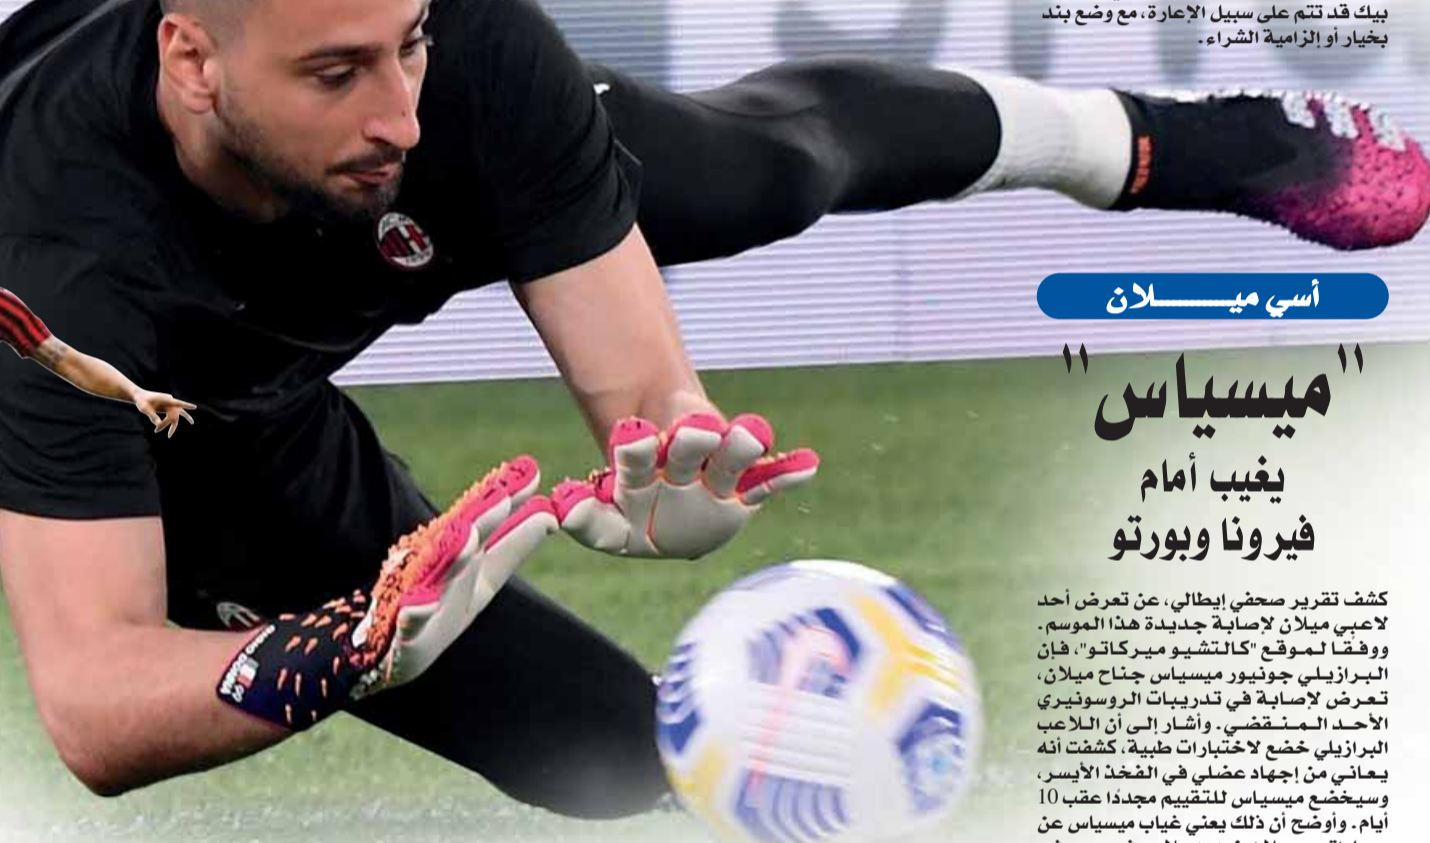 بيك قد تتم على سبيل الإعارة، مع وضع بند
بخيار أو إلزامية الشراء.
أسي ميلان
"ميسياس"
يغيب أمام
فيرونا وبورتو
كشف تقرير صحفي إيطالي، عن تعرض أحد
لاعبي ميلان لإصابة جديدة هذا الموسم.
ووفقًا لموقع "كالتشيو ميركاتو"، فإن
البرازيلي جونيور ميسياس جناح ميلان،
تعرض لإصابة في تدريبات الروسونيري
الأحد المنقضي. وأشار إلى أن اللاعب
البرازيلي خضع لاختبارات طبية، كشفت أنه
يعاني من إجهاد عضلي في الفخذ الأيسر،
وسيخضع ميسياس للتقييم مجددًا عقب 10
أيام. وأوضح أن ذلك يعني غياب ميسياس عن